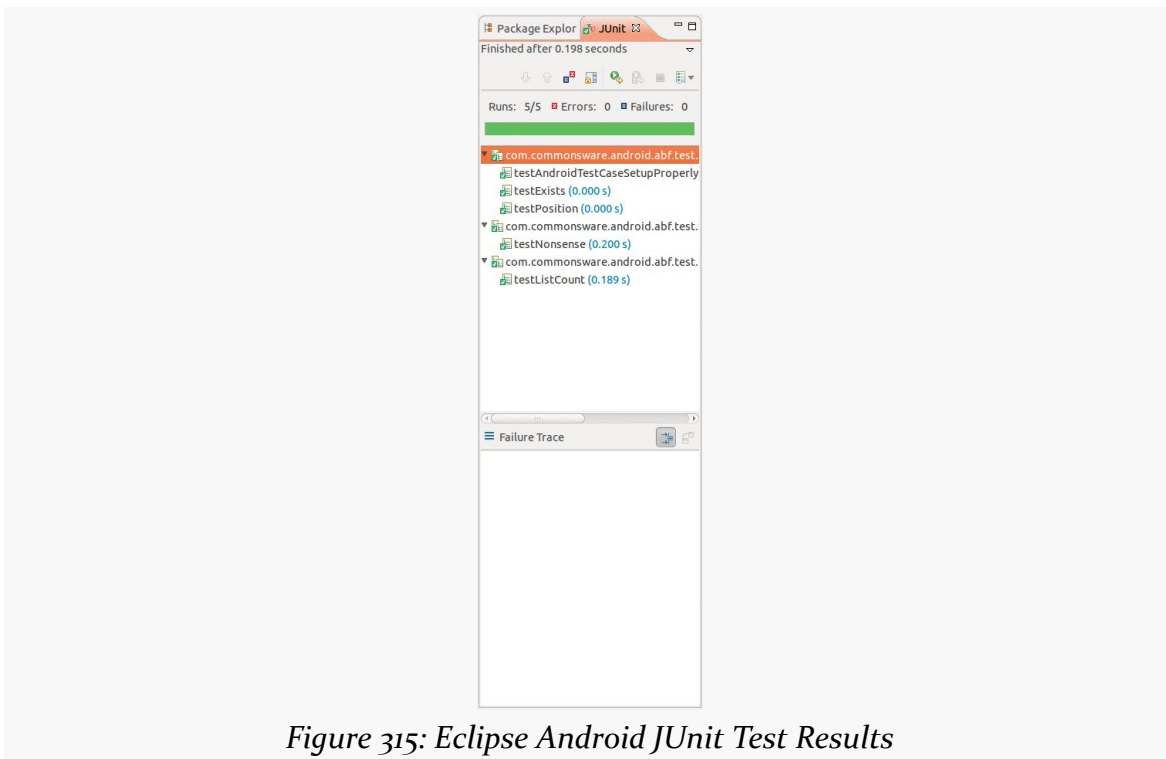 Package Explor JUnit
Finished after 0.198 seconds
Runs: 5/5 Errors: 0 Failures: 0
com.commonsware.android.abf.test.
testAndroidTestCaseSetupProperly
testExists (0.000 s)
testPosition (0.000 s)
com.commonsware.android.abf.test.
testNonsense (0.200 s)
com.commonsware.android.abf.test.
testListCount (0.189 s)
Failure Trace
Figure 315: Eclipse Android JUnit Test Results